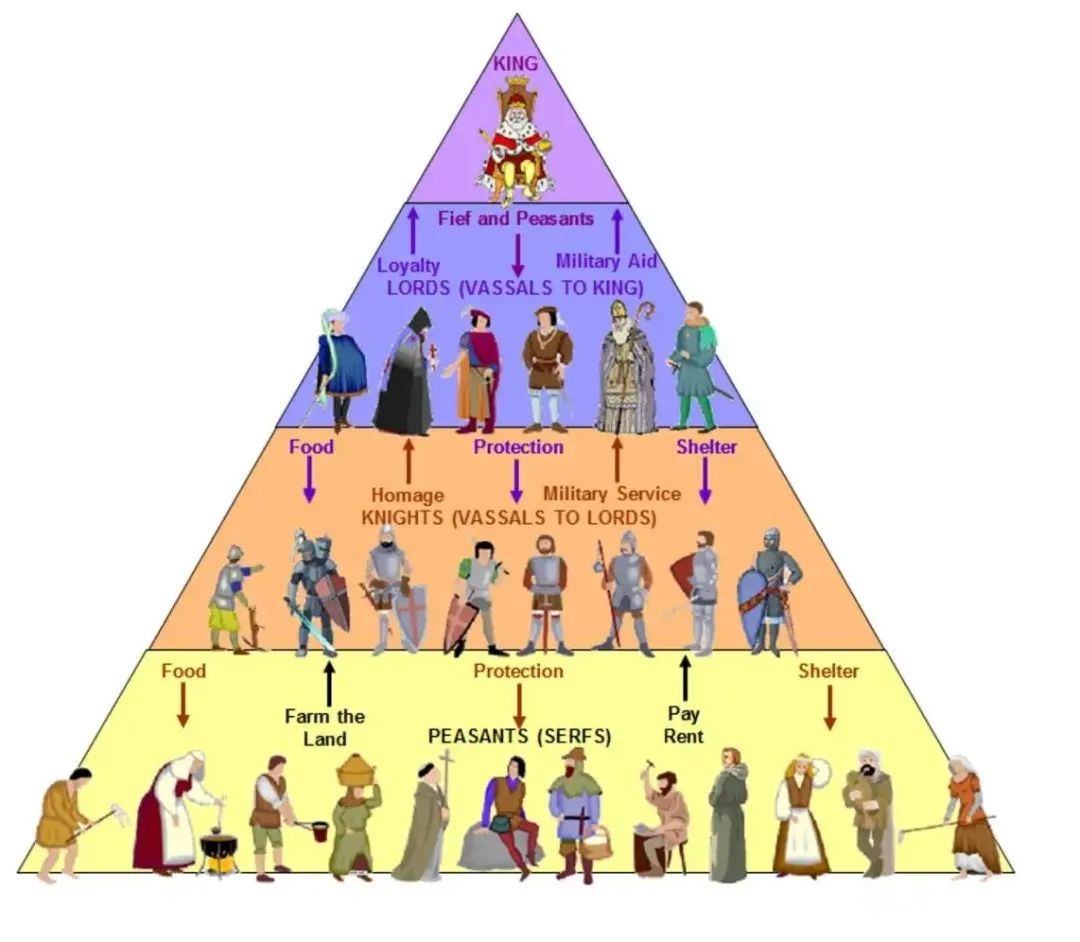 KING
Fief and Peasants
Loyalty
Military Aid
LORDS (VASSALS TO KING)
Food
Protection
Shelter
Homage
Military Service
KNIGHTS (VASSALS TO LORDS)
Food
Protection
Shelter
Farm the
Land
Pay
Rent
PEASANTS (SERFS)